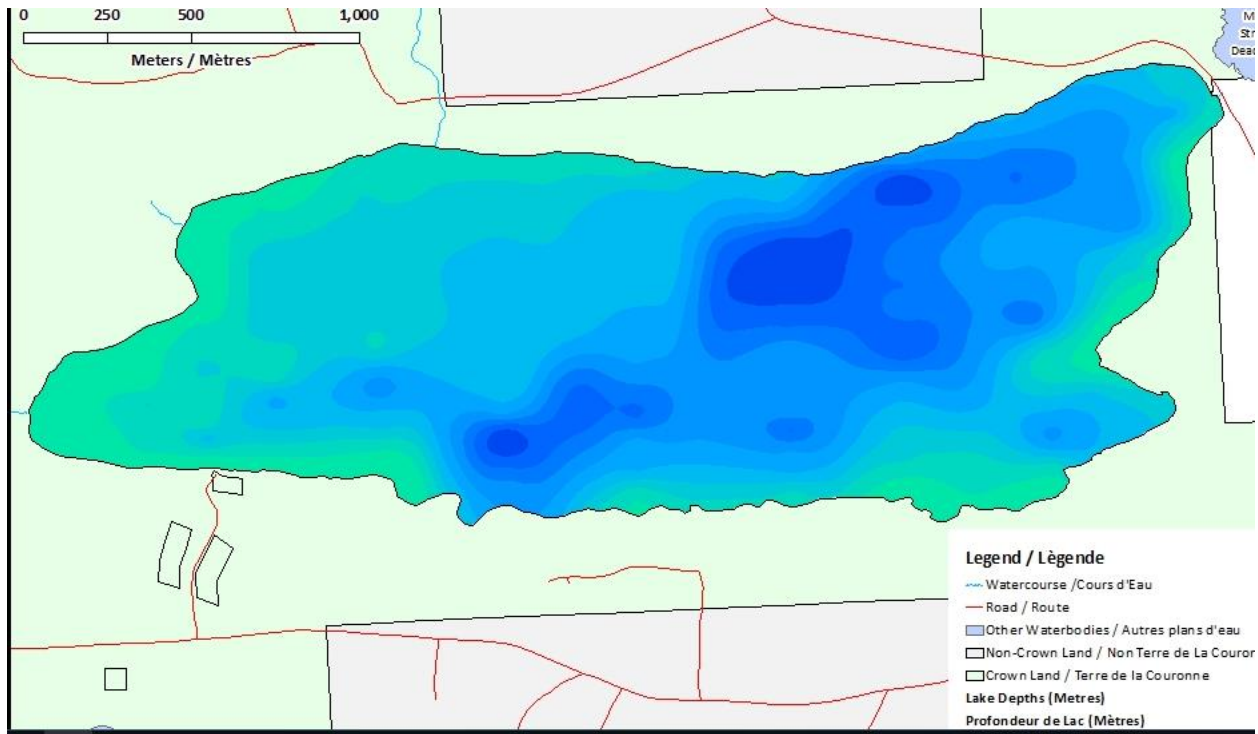 0 250 500 1,000
Meters / Mètres
M
Str
Dead
Legend / Lègende
Watercourse /Cours d'Eau
Road / Route
Other Waterbodies / Autres plans d'eau
Non-Crown Land / Non Terre de La Couron
Crown Land / Terre de la Couronne
Lake Depths (Metres)
Profondeur de Lac (Mètres)